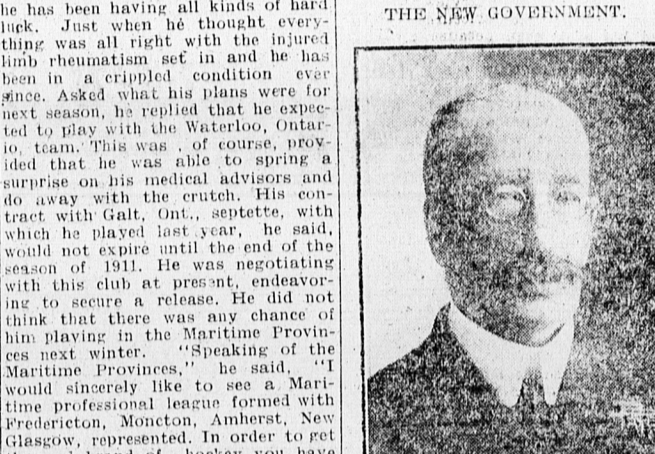 he has been having all kinds of hard
luck. Just when he thought every-
thing was all right with the injured
limb rheumatism set in and he has
been in a crippled condition ever
since. Asked what his plans were for
next season, he replied that he expec-
ted to play with the Waterloo, Ontar-
io, team. This was , of course, prov-
ided that he was able to spring a
surprise on his medical advisors and
do away with the crutch. His con-
tract with Galt, Ont., septette, with
which he played last year, he said,
would not expire until the end of the
season of 1911. He was negotiating
with this club at present, endeavor-
ing to secure a release. He did not
think that there was any chance of
him playing in the Maritime Provin-
ces next winter. "Speaking of the
Maritime Provinces," he said, "I
would sincerely like to see a Mari-
time professional league formed with
Fredericton, Moncton, Amherst, New
Glasgow, represented. In order to get
hockey you have
THE NEW GOVERNMENT.